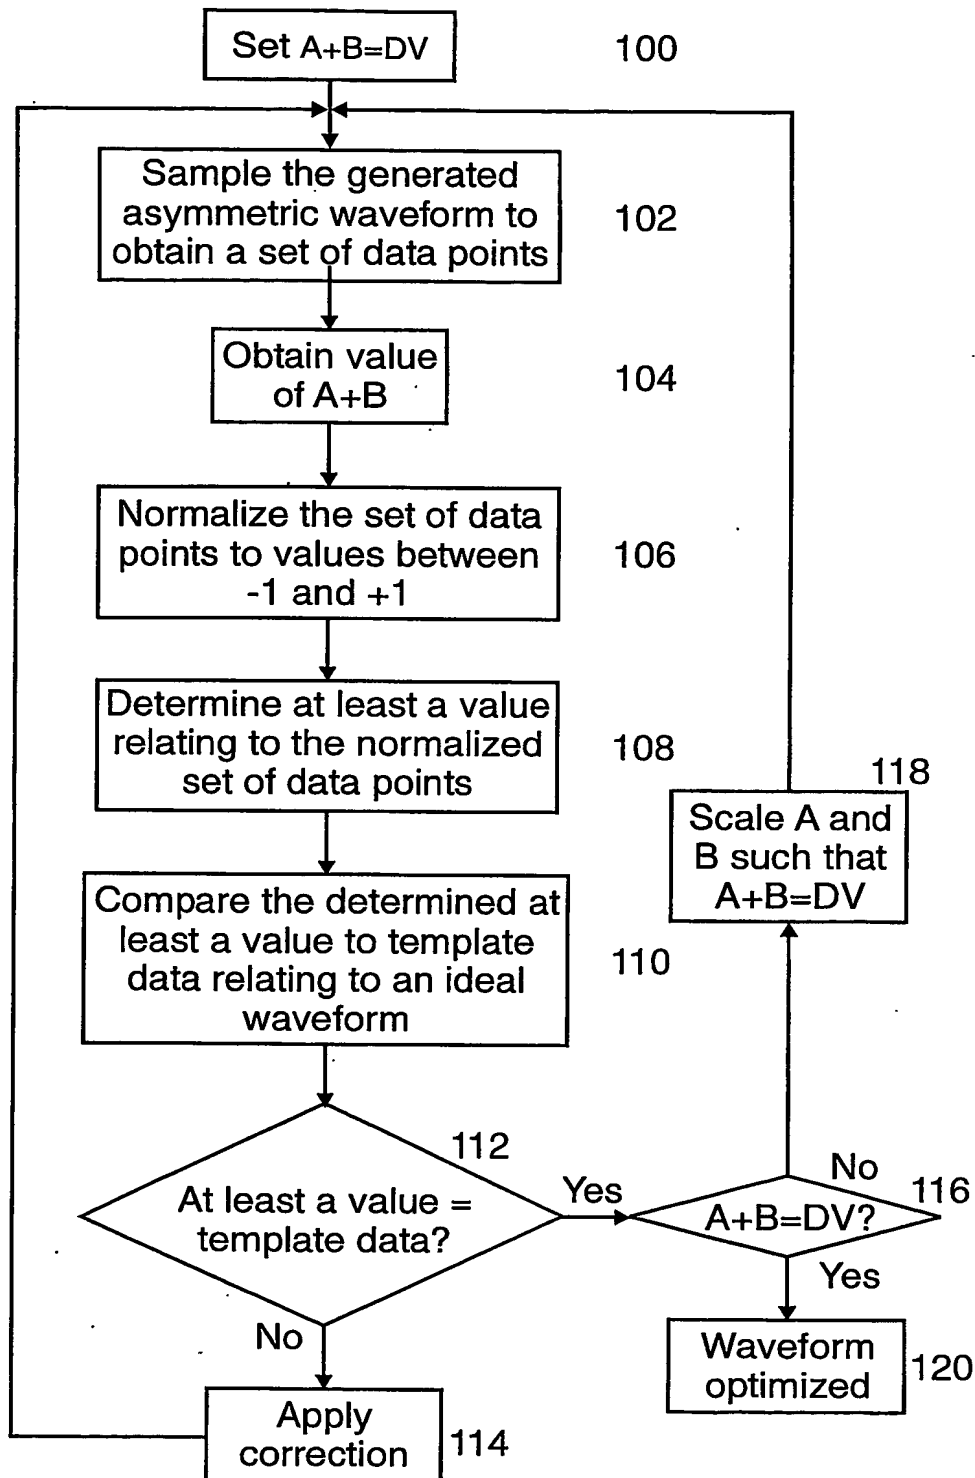 Set A+B=DV
100
Sample the generated
asymmetric waveform to
obtain a set of data points
102
Obtain value
of A+B
104
Normalize the set of data
points to values between
-1 and +1
106
Determine at least a value
relating to the normalized
set of data points
108
118
Scale A and
B such that
A+B=DV
Compare the determined at
least a value to template
data relating to an ideal
waveform
110
112
At least a value =
template data?
Yes
No
116
A+B=DV?
Yes
No
Waveform
optimized
120
Apply
correction
114